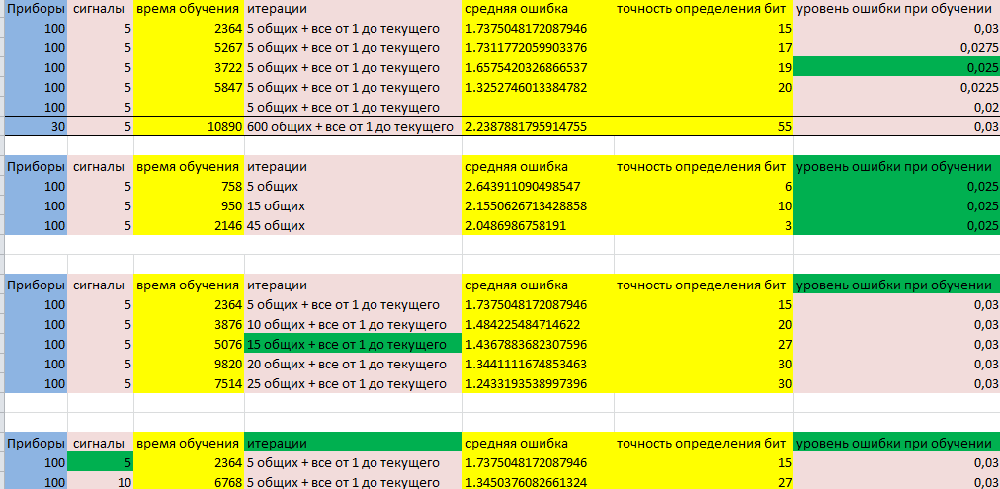 Приборы сигналы время обучения итерации средняя ошибка точность определения бит уровень ошибки при обучении
100 5 2364 5 общих + все от 1 до текущего 1.7375048172087946 15 0,03
100 5 5267 5 общих + все от 1 до текущего 1.7311772059903376 17 0,0275
100 5 3722 5 общих + все от 1 до текущего 1.6575420326866537 19 0,025
100 5 5847 5 общих + все от 1 до текущего 1.3252746013384782 20 0,0225
100 5 5 общих + все от 1 до текущего 0,02
30 5 10890 600 общих + все от 1 до текущего 2.2387881795914755 55 0,03
Приборы сигналы время обучения итерации средняя ошибка точность определения бит уровень ошибки при обучении
100 5 758 5 общих 2.643911090498547 6 0,025
100 5 950 15 общих 2.1550626713428858 10 0,025
100 5 2146 45 общих 2.0486986758191 3 0,025
Приборы сигналы время обучения итерации средняя ошибка точность определения бит уровень ошибки при обучении
100 5 2364 5 общих + все от 1 до текущего 1.7375048172087946 15 0,03
100 5 3876 10 общих + все от 1 до текущего 1.484225484714622 20 0,03
100 5 5076 15 общих + все от 1 до текущего 1.4367883682307596 27 0,03
100 5 9820 20 общих + все от 1 до текущего 1.3441111674853463 30 0,03
100 5 7514 25 общих + все от 1 до текущего 1.2433193538997396 30 0,03
Приборы сигналы время обучения итерации средняя ошибка точность определения бит уровень ошибки при обучении
100 5 2364 5 общих + все от 1 до текущего 1.7375048172087946 15 0,03
100 10 6768 5 общих + все от 1 до текущего 1.3450376082661324 27 0,03